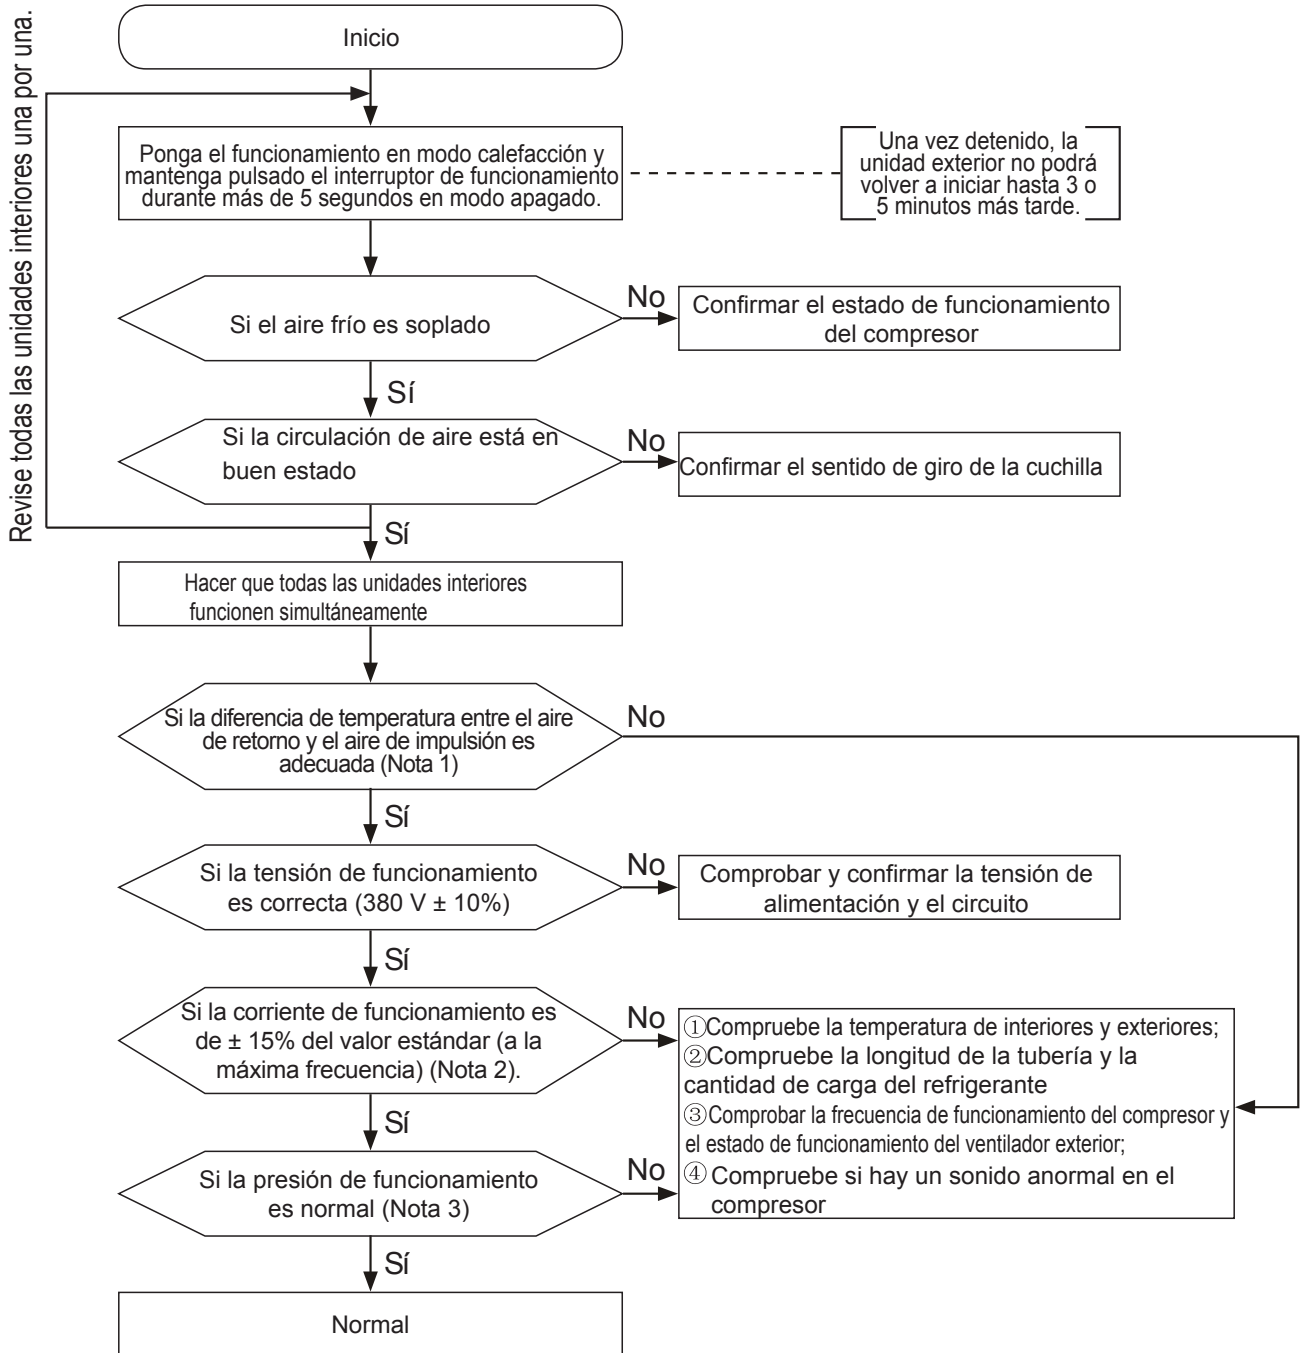 Revise todas las unidades interiores una por una.
Inicio
Ponga el funcionamiento en modo calefacción y
mantenga pulsado el interruptor de funcionamiento
durante más de 5 segundos en modo apagado.
Una vez detenido, la
unidad exterior no podrá
volver a iniciar hasta 3 o
5 minutos más tarde.
Si el aire frío es soplado
No
Confirmar el estado de funcionamiento
del compresor
Sí
Si la circulación de aire está en
buen estado
No
Confirmar el sentido de giro de la cuchilla
Sí
Hacer que todas las unidades interiores
funcionen simultáneamente
Si la diferencia de temperatura entre el aire
de retorno y el aire de impulsión es
adecuada (Nota 1)
No
Sí
Si la tensión de funcionamiento
es correcta (380 V ± 10%)
No
Comprobar y confirmar la tensión de
alimentación y el circuito
Sí
Si la corriente de funcionamiento es
de ± 15% del valor estándar (a la
máxima frecuencia) (Nota 2).
No
①Compruebe la temperatura de interiores y exteriores;
②Compruebe la longitud de la tubería y la
cantidad de carga del refrigerante
③Comprobar la frecuencia de funcionamiento del compresor y
el estado de funcionamiento del ventilador exterior;
④ Compruebe si hay un sonido anormal en el
compresor
Sí
Si la presión de funcionamiento
es normal (Nota 3)
No
Sí
Normal